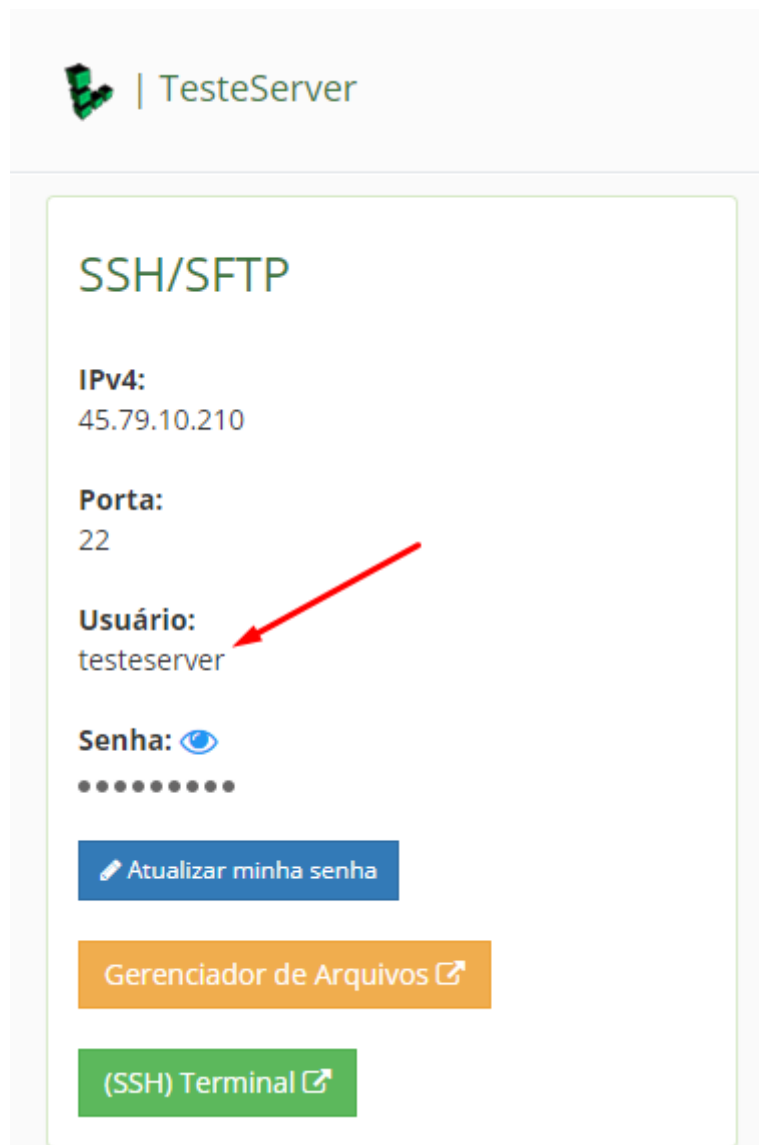 | TesteServer
SSH/SFTP
IPv4:
45.79.10.210
Porta:
22
Usuário:
testeserver
Senha:
•••••••••
Atualizar minha senha
Gerenciador de Arquivos
(SSH) Terminal